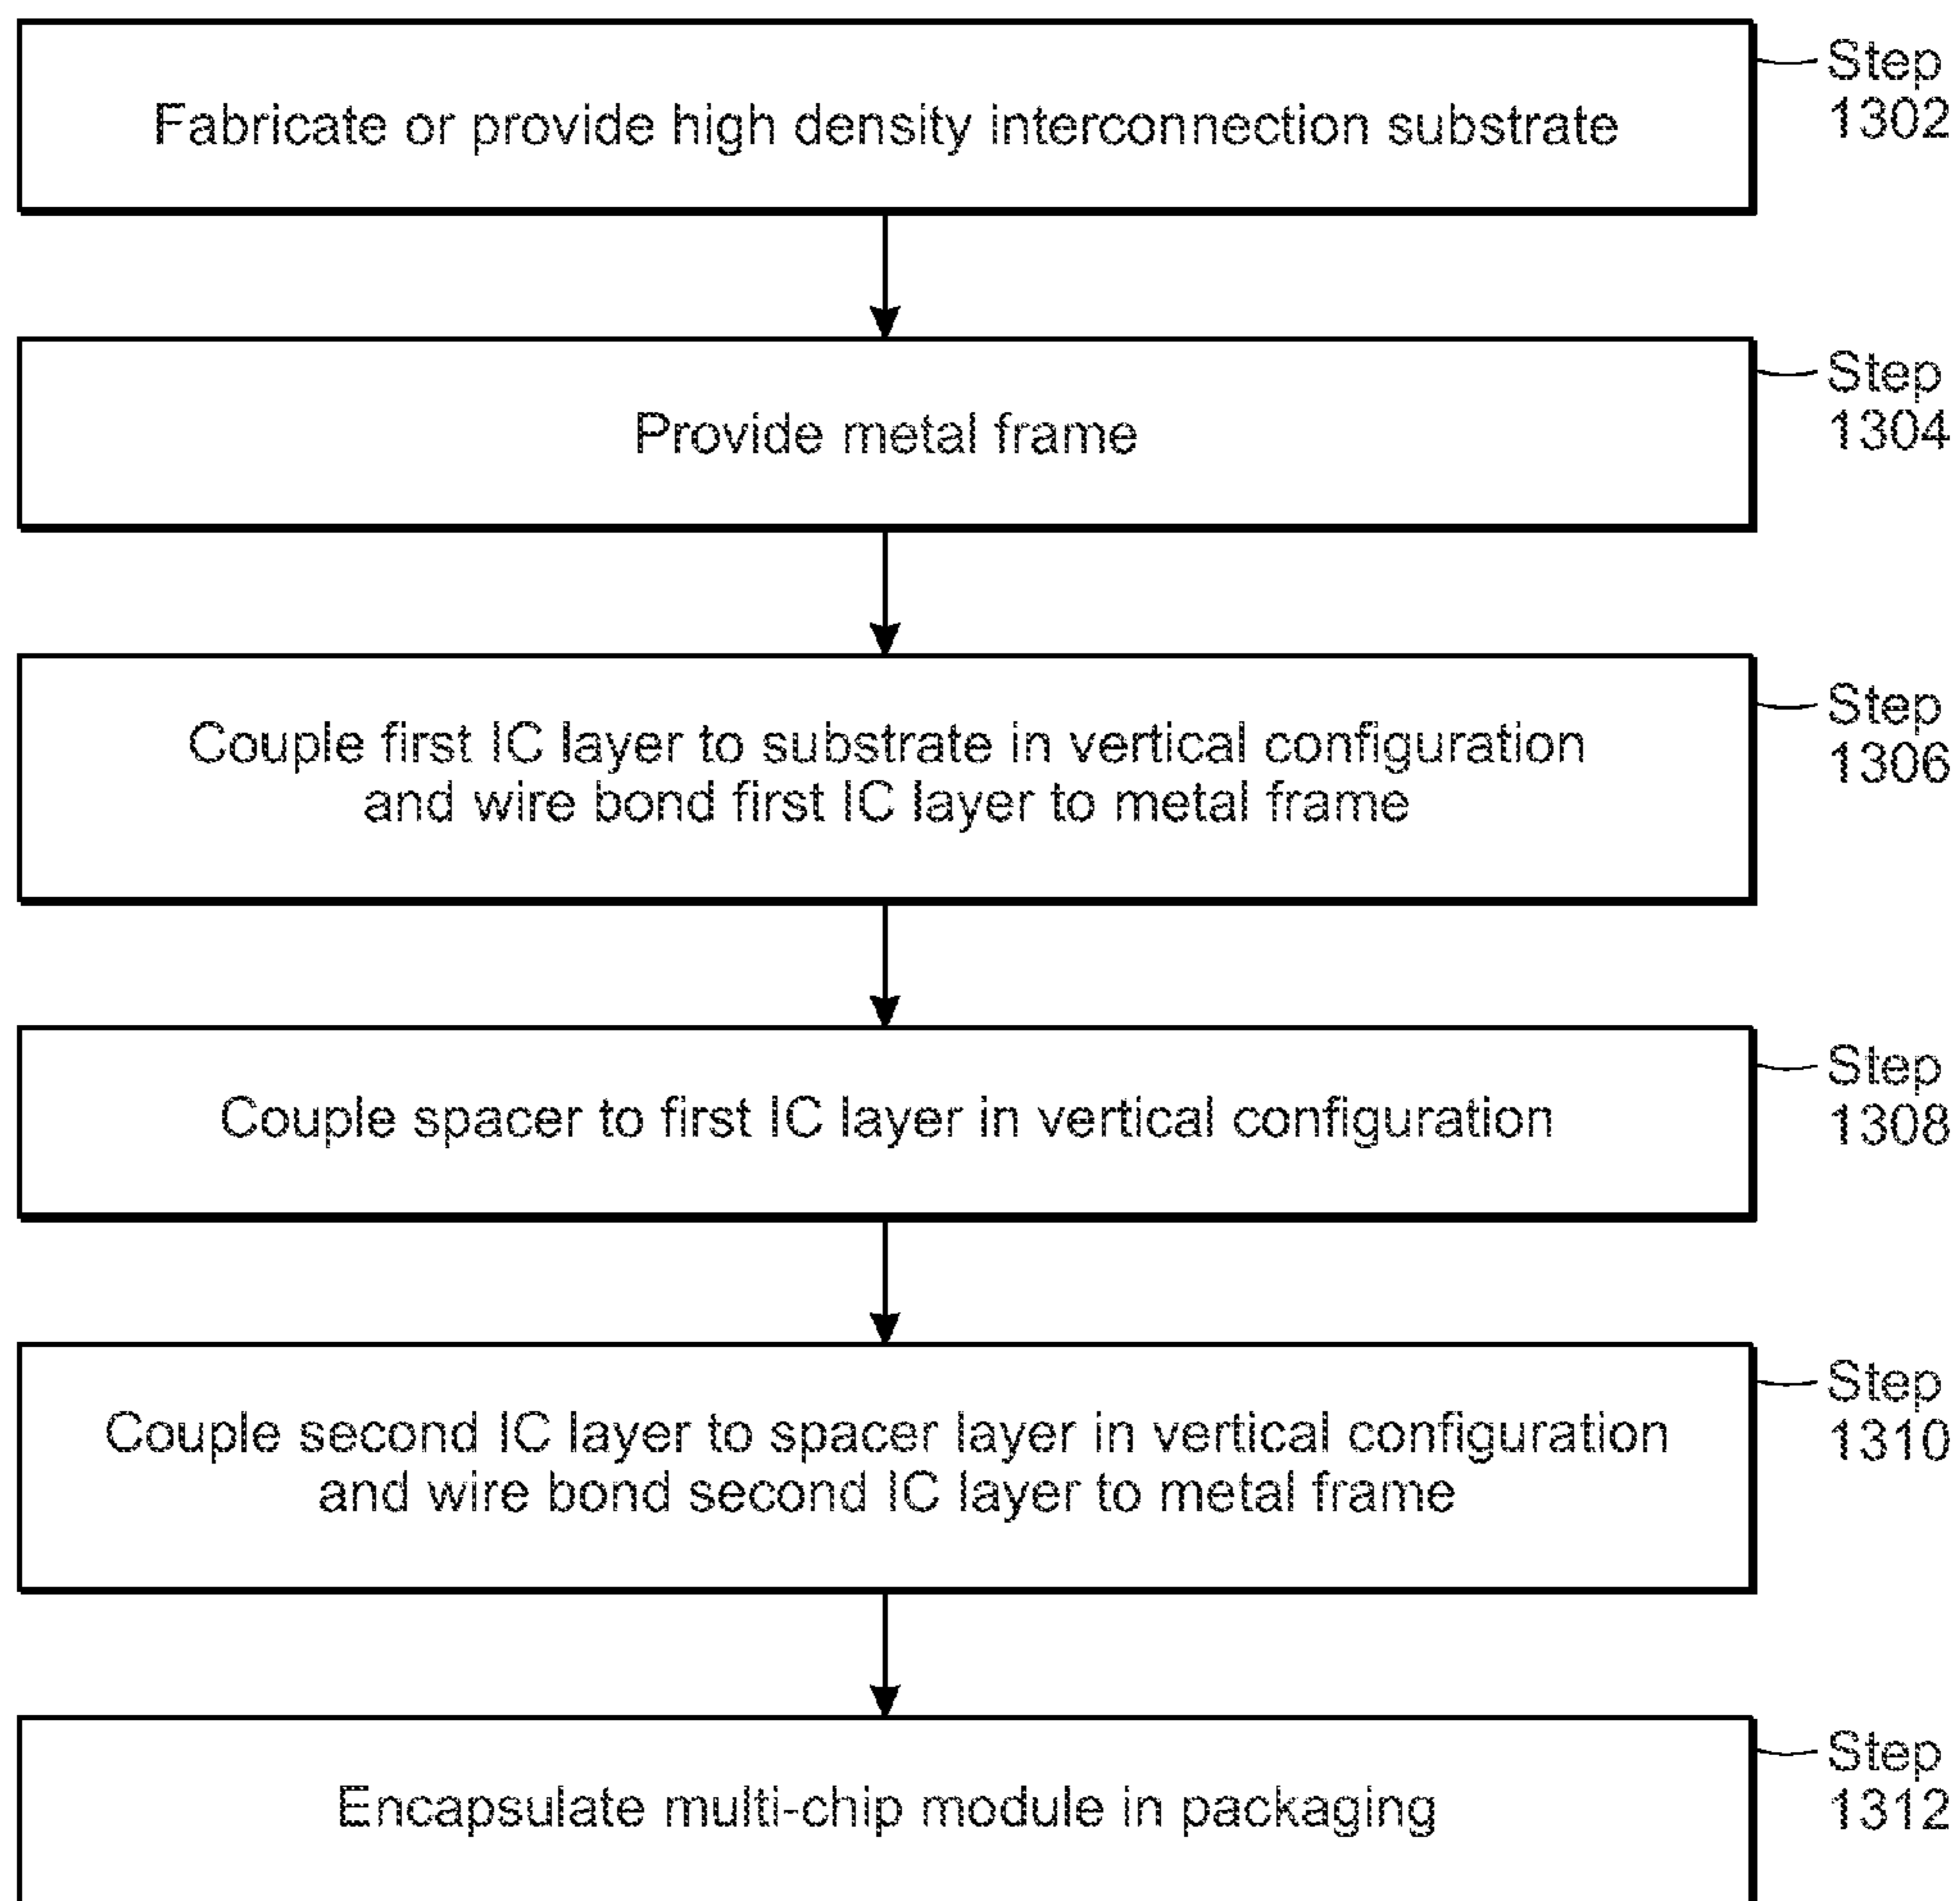 Fabricate or provide high density interconnection substrate
Step
1302
Provide metal frame
Step
1304
Couple first IC layer to substrate in vertical configuration
and wire bond first IC layer to metal frame
Step
1306
Couple spacer to first IC layer in vertical configuration
Step
1308
Couple second IC layer to spacer layer in vertical configuration
and wire bond second IC layer to metal frame
Step
1310
Encapsulate multi-chip module in packaging
Step
1312